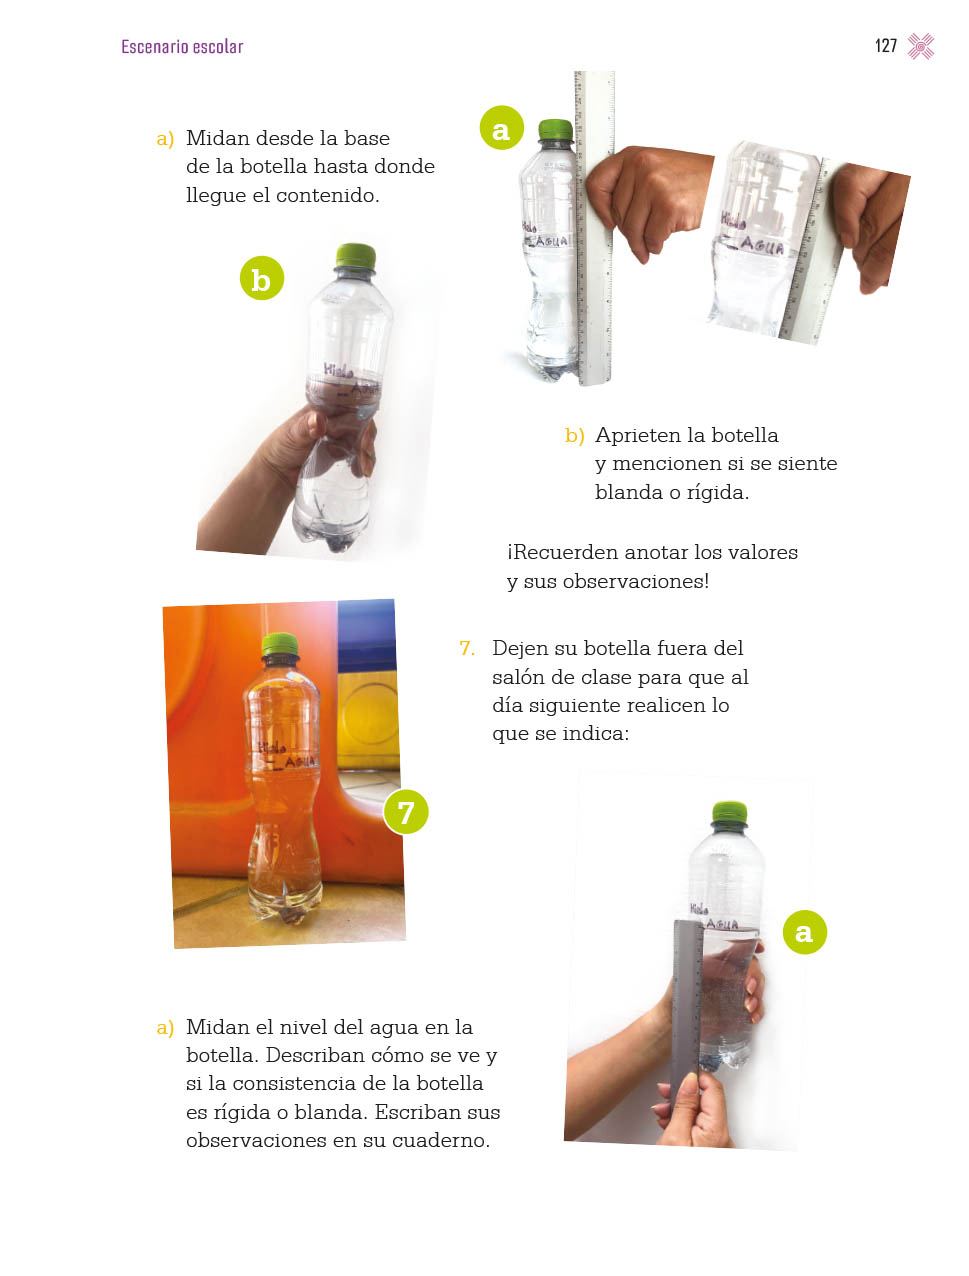 Escenario escolar
127
a) Midan desde la base
de la botella hasta donde
llegue el contenido.
a
Hielo
AGUA
Hielo
AGUA
b
Hielo
AGUA
b) Aprieten la botella
y mencionen si se siente
blanda o rígida.
¡Recuerden anotar los valores
y sus observaciones!
7. Dejen su botella fuera del
salón de clase para que al
día siguiente realicen lo
que se indica:
Hielo
AGUA
7
Hielo
AGUA
a
a) Midan el nivel del agua en la
botella. Describan cómo se ve y
si la consistencia de la botella
es rígida o blanda. Escriban sus
observaciones en su cuaderno.